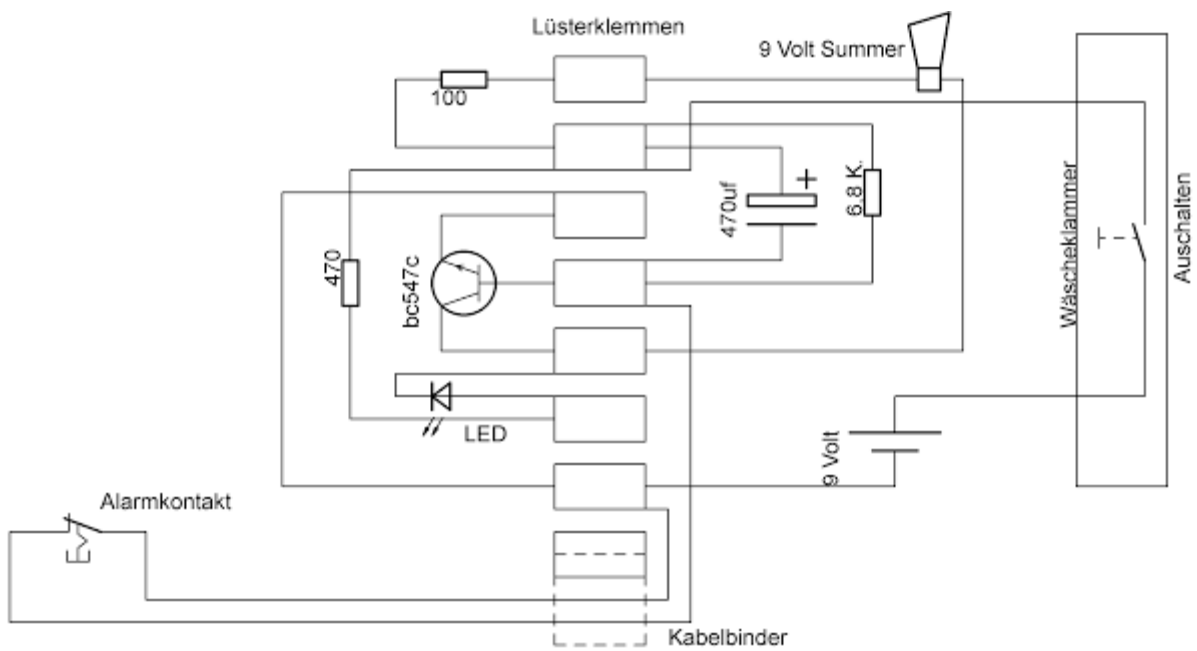 Lüsterklemmen
9 Volt Summer
100
470uf
+
6,8 K.
470
bc547c
Wäscheklammer
Auschalten
LED
9 Volt
Alarmkontakt
Kabelbinder